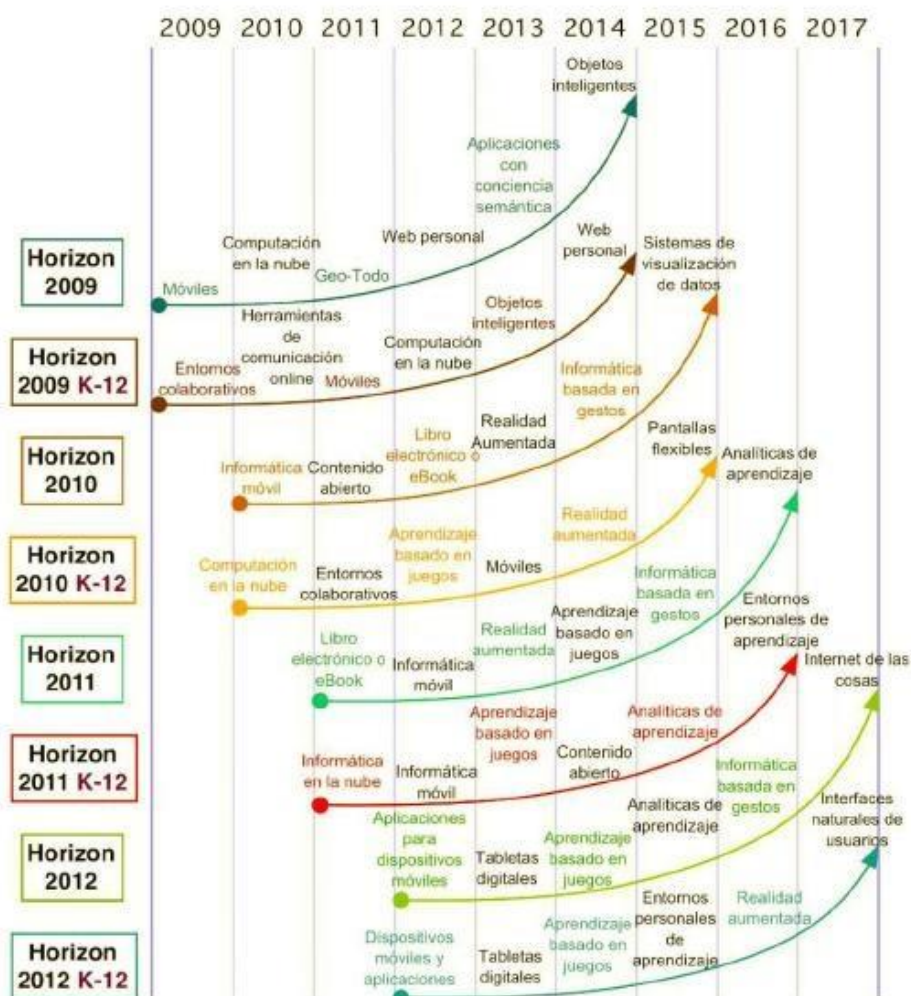 2009 2010 2011 2012 2013 2014 2015 2016 2017
Horizon
2009
Móviles
Computación
en la nube
Geo-Todo
Web personal
Aplicaciones
con
conciencia
semántica
Objetos
inteligentes
Horizon
2009 K-12
Entornos
colaborativos
Herramientas
de
comunicación
online
Móviles
Computación
en la nube
Objetos
inteligentes
Web
personal
Horizon
2010
Informática
móvil
Contenido
abierto
Libro
electrónico o
eBook
Realidad
Aumentada
Informática
basada en
gestos
Sistemas de
visualización
de datos
Horizon
2010 K-12
Computación
en la nube
Entornos
colaborativos
Aprendizaje
basado en
juegos
Móviles
Realidad
aumentada
Pantallas
flexibles
Horizon
2011
Libro
electrónico o
eBook
Informática
móvil
Realidad
aumentada
Aprendizaje
basado en
juegos
Informática
basada en
gestos
Analíticas de
aprendizaje
Horizon
2011 K-12
Informática
en la nube
Informática
móvil
Aprendizaje
basado en
juegos
Contenido
abierto
Analíticas de
aprendizaje
Entornos
personales de
aprendizaje
Horizon
2012
Aplicaciones
para
dispositivos
móviles
Tabletas
digitales
Aprendizaje
basado en
juegos
Analíticas de
aprendizaje
Informática
basada en
gestos
Internet de las
cosas
Horizon
2012 K-12
Dispositivos
móviles y
aplicaciones
Tabletas
digitales
Aprendizaje
basado en
juegos
Entornos
personales
de
aprendizaje
Realidad
aumentada
Interfaces
naturales de
usuarios